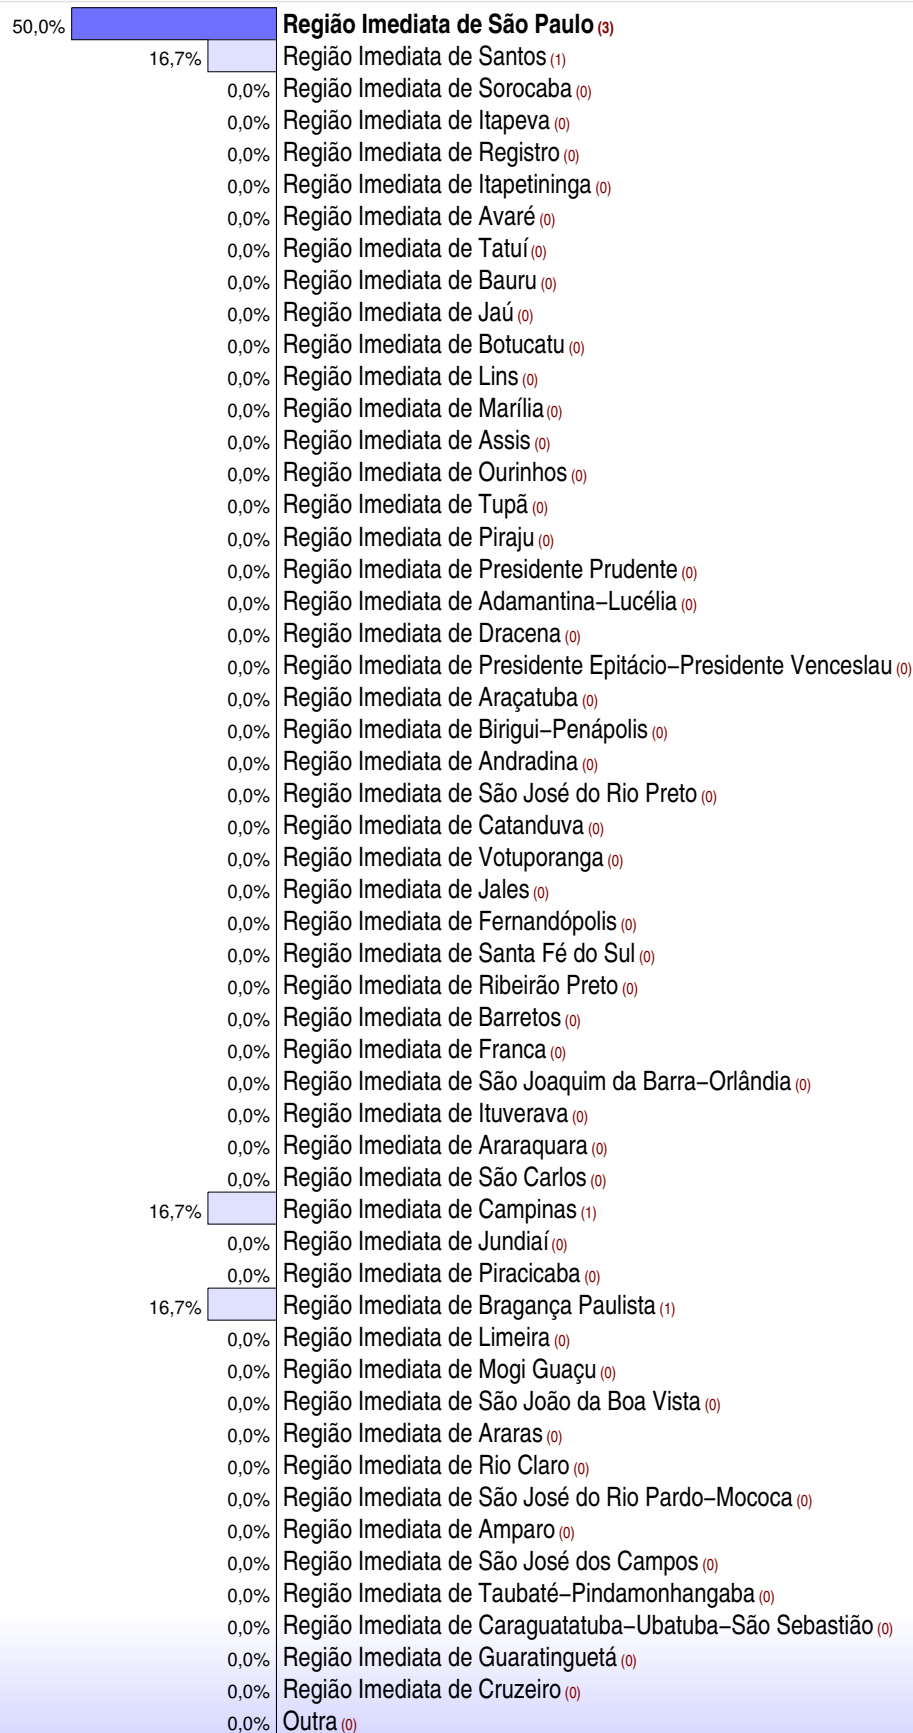 50,0% Região Imediata de São Paulo (3)
16,7% Região Imediata de Santos (1)
0,0% Região Imediata de Sorocaba (0)
0,0% Região Imediata de Itapeva (0)
0,0% Região Imediata de Registro (0)
0,0% Região Imediata de Itapetininga (0)
0,0% Região Imediata de Avaré (0)
0,0% Região Imediata de Tatuí (0)
0,0% Região Imediata de Bauru (0)
0,0% Região Imediata de Jaú (0)
0,0% Região Imediata de Botucatu (0)
0,0% Região Imediata de Lins (0)
0,0% Região Imediata de Marília (0)
0,0% Região Imediata de Assis (0)
0,0% Região Imediata de Ourinhos (0)
0,0% Região Imediata de Tupã (0)
0,0% Região Imediata de Piraju (0)
0,0% Região Imediata de Presidente Prudente (0)
0,0% Região Imediata de Adamantina−Lucélia (0)
0,0% Região Imediata de Dracena (0)
0,0% Região Imediata de Presidente Epitácio−Presidente Venceslau (0)
0,0% Região Imediata de Araçatuba (0)
0,0% Região Imediata de Birigui−Penápolis (0)
0,0% Região Imediata de Andradina (0)
0,0% Região Imediata de São José do Rio Preto (0)
0,0% Região Imediata de Catanduva (0)
0,0% Região Imediata de Votuporanga (0)
0,0% Região Imediata de Jales (0)
0,0% Região Imediata de Fernandópolis (0)
0,0% Região Imediata de Santa Fé do Sul (0)
0,0% Região Imediata de Ribeirão Preto (0)
0,0% Região Imediata de Barretos (0)
0,0% Região Imediata de Franca (0)
0,0% Região Imediata de São Joaquim da Barra−Orlândia (0)
0,0% Região Imediata de Ituverava (0)
0,0% Região Imediata de Araraquara (0)
0,0% Região Imediata de São Carlos (0)
16,7% Região Imediata de Campinas (1)
0,0% Região Imediata de Jundiaí (0)
0,0% Região Imediata de Piracicaba (0)
16,7% Região Imediata de Bragança Paulista (1)
0,0% Região Imediata de Limeira (0)
0,0% Região Imediata de Mogi Guaçu (0)
0,0% Região Imediata de São João da Boa Vista (0)
0,0% Região Imediata de Araras (0)
0,0% Região Imediata de Rio Claro (0)
0,0% Região Imediata de São José do Rio Pardo−Mococa (0)
0,0% Região Imediata de Amparo (0)
0,0% Região Imediata de São José dos Campos (0)
0,0% Região Imediata de Taubaté−Pindamonhangaba (0)
0,0% Região Imediata de Caraguatatuba−Ubatuba−São Sebastião (0)
0,0% Região Imediata de Guaratinguetá (0)
0,0% Região Imediata de Cruzeiro (0)
0,0% Outra (0)